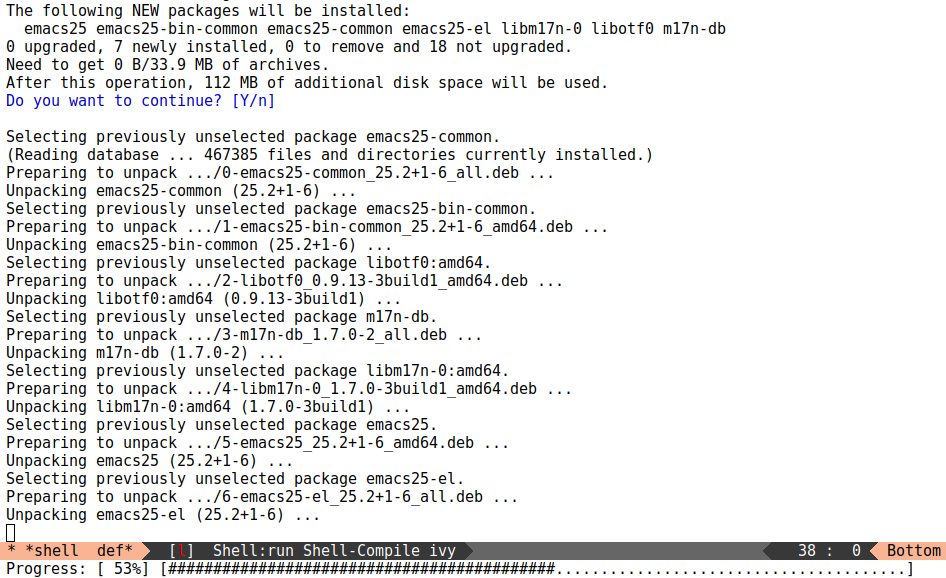 The following NEW packages will be installed:
  emacs25 emacs25-bin-common emacs25-common emacs25-el libm17n-0 libotf0 m17n-db
0 upgraded, 7 newly installed, 0 to remove and 18 not upgraded.
Need to get 0 B/33.9 MB of archives.
After this operation, 112 MB of additional disk space will be used.
Do you want to continue? [Y/n]

Selecting previously unselected package emacs25-common.
(Reading database ... 467385 files and directories currently installed.)
Preparing to unpack .../0-emacs25-common_25.2+1-6_all.deb ...
Unpacking emacs25-common (25.2+1-6) ...
Selecting previously unselected package emacs25-bin-common.
Preparing to unpack .../1-emacs25-bin-common_25.2+1-6_amd64.deb ...
Unpacking emacs25-bin-common (25.2+1-6) ...
Selecting previously unselected package libotf0:amd64.
Preparing to unpack .../2-libotf0_0.9.13-3build1_amd64.deb ...
Unpacking libotf0:amd64 (0.9.13-3build1) ...
Selecting previously unselected package m17n-db.
Preparing to unpack .../3-m17n-db_1.7.0-2_all.deb ...
Unpacking m17n-db (1.7.0-2) ...
Selecting previously unselected package libm17n-0:amd64.
Preparing to unpack .../4-libm17n-0_1.7.0-3build1_amd64.deb ...
Unpacking libm17n-0:amd64 (1.7.0-3build1) ...
Selecting previously unselected package emacs25.
Preparing to unpack .../5-emacs25_25.2+1-6_amd64.deb ...
Unpacking emacs25 (25.2+1-6) ...
Selecting previously unselected package emacs25-el.
Preparing to unpack .../6-emacs25-el_25.2+1-6_all.deb ...
Unpacking emacs25-el (25.2+1-6) ...
* *shell  def*  [l]  Shell:run Shell-Compile ivy  38 :  0  Bottom
Progress: [ 53%] [###########################################.......................................]